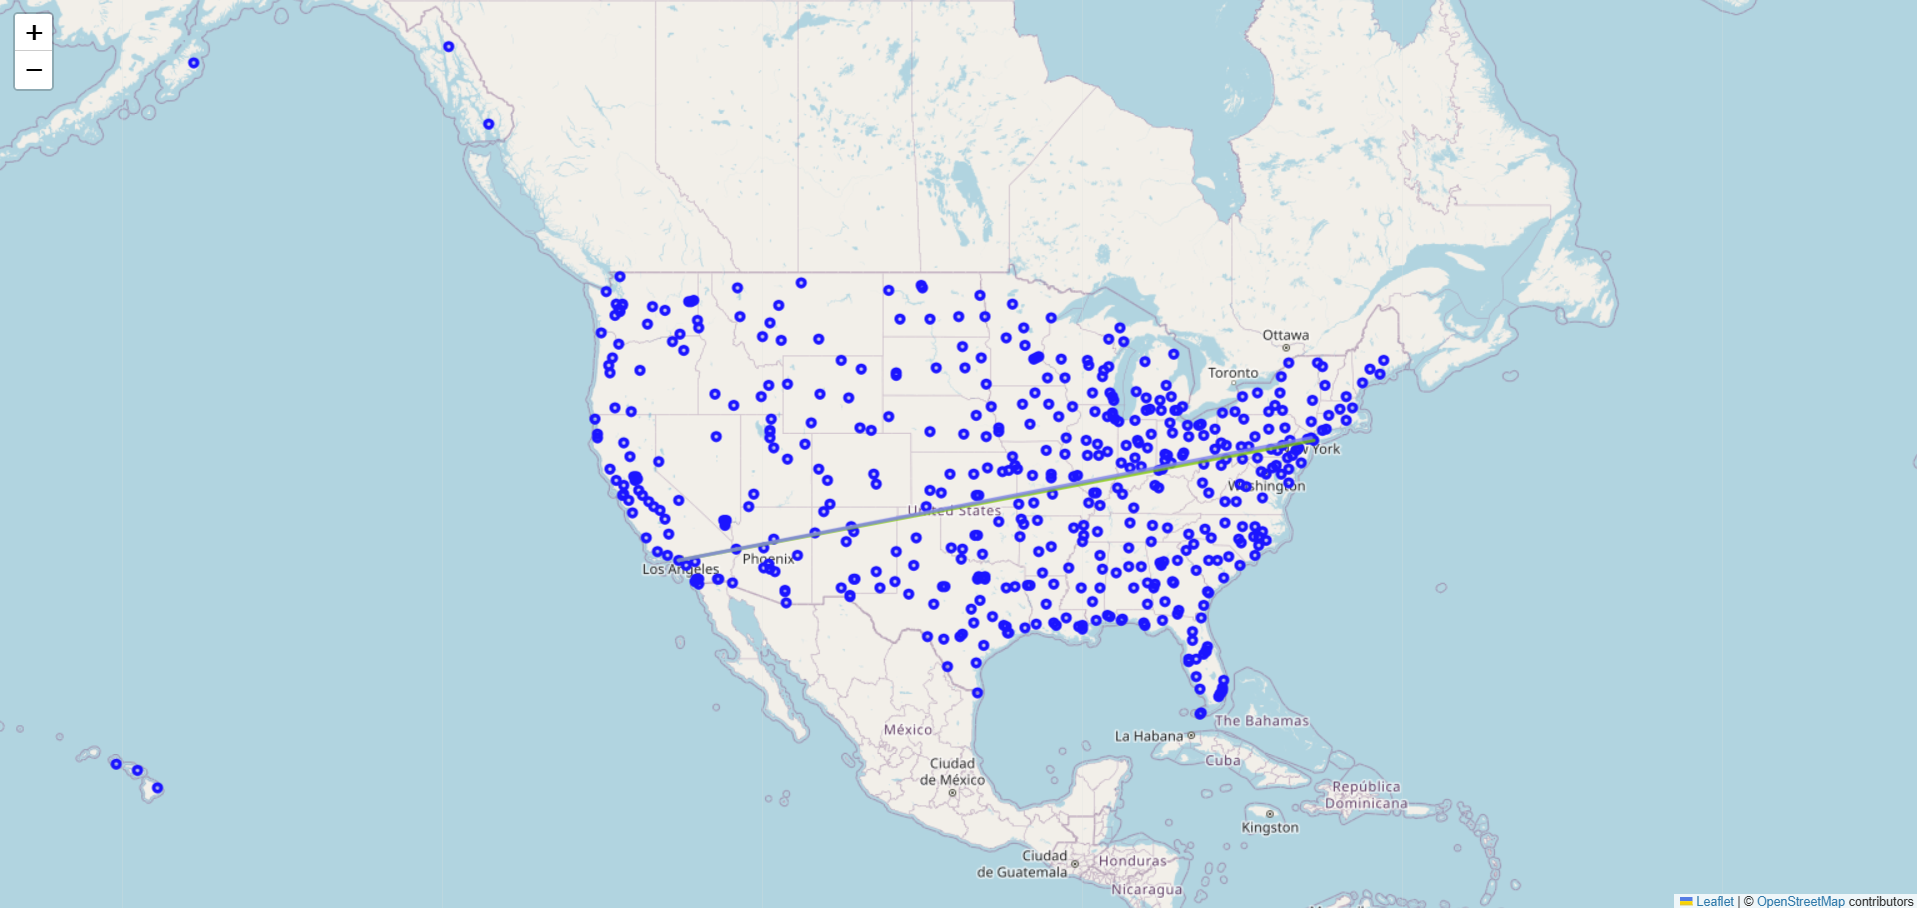 +
−
Ottawa
Toronto
New York
Washington
United States
Phoenix
Los Angeles
México
Ciudad
de México
La Habana
The Bahamas
Cuba
República
Dominicana
Kingston
Ciudad
de Guatemala
Honduras
Nicaragua
Leaflet | © OpenStreetMap contributors